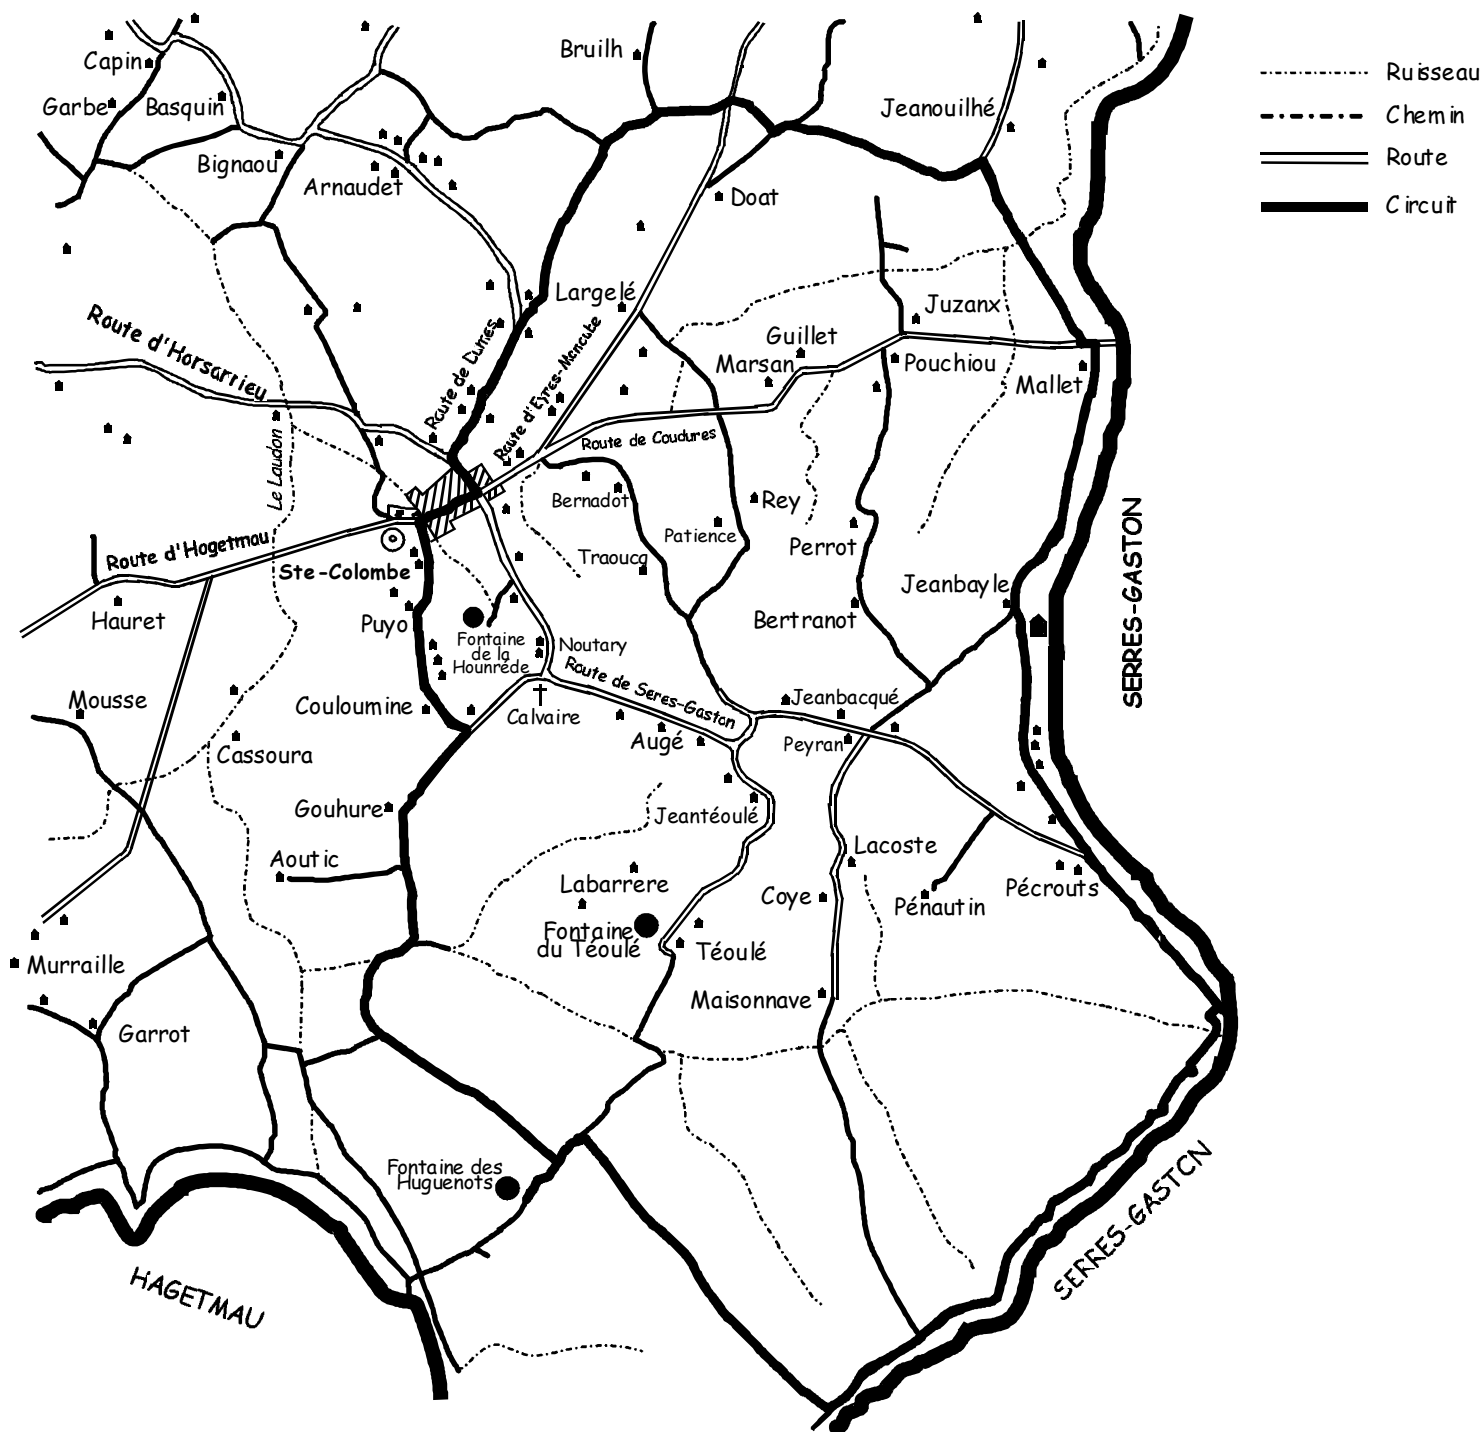 Bruilh
Capin
Ruisseau
Garbe
Basquin
Jeanouilhé
Chemin
Route
Bignaou
Arnaudet
Doat
Circuit
Largelé
Juzanx
Route d'Horsarrieu
Route de Dumes
Route d'Eyres-Moncube
Guillet
Marsan
Pouchiou
Mallet
Le Laudon
Route de Coudures
Bernadot
Rey
Patience
Perrot
Route d'Hagetmau
Ste-Colombe
Traoucq
Jeanbayle
SERRES-GASTON
Hauret
Puyo
Bertranot
Fontaine
de la
Hounrède
Noutary
Route de Seres-Gaston
Mousse
Couloumine
Calvaire
Jeanbacqué
Augé
Peyran
Cassoura
Gouhure
Jeantéoulé
Aoutic
Lacoste
Labarrere
Coye
Pénautin
Pécrouts
Fontaine
du Téoulé
Téoulé
Murraille
Maisonnave
Garrot
Fontaine des
Huguenots
SERRES-GASTCN
HAGETMAU